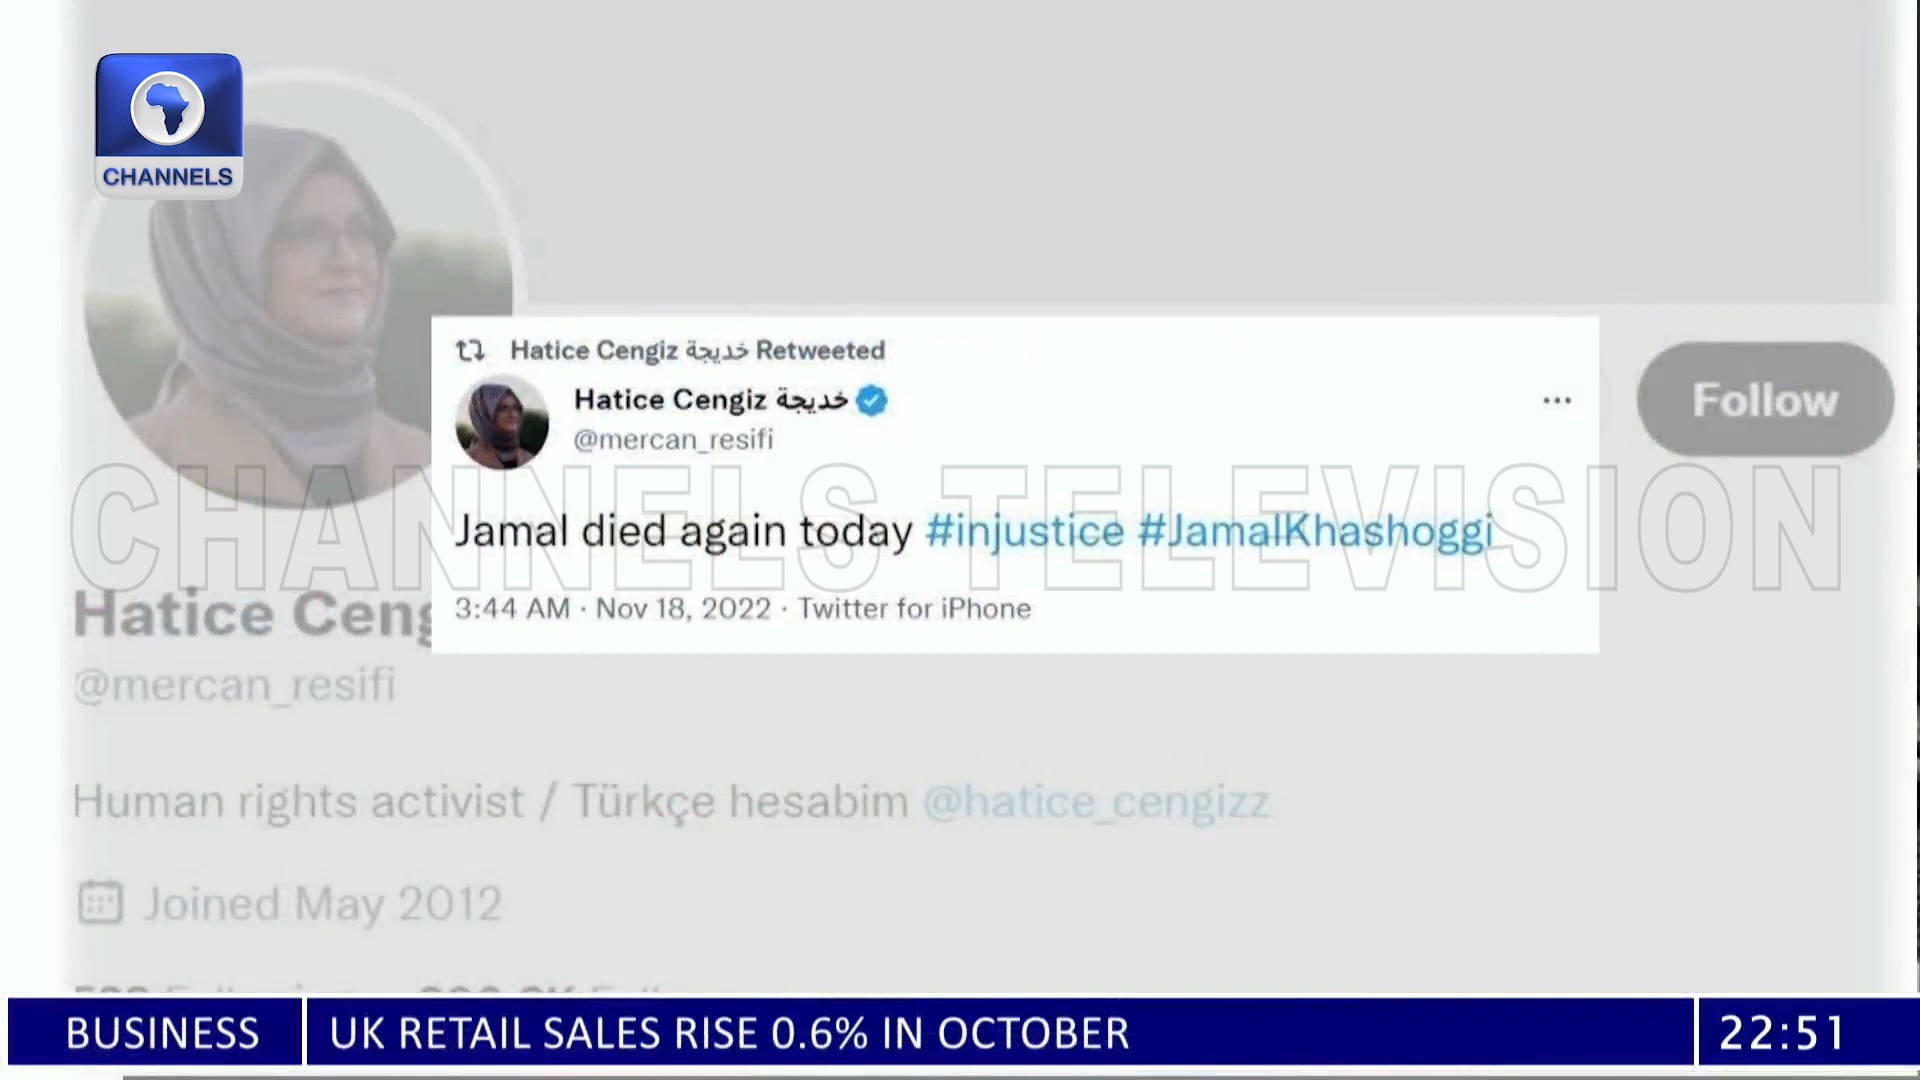 CHANNELS
Hatice Cengiz خديجة Retweeted
Hatice Cengiz خديجة
@mercan_resifi
Follow
CHANNELS TELEVISION
Jamal died again today #injustice #JamalKhashoggi
3:44 AM · Nov 18, 2022 · Twitter for iPhone
Hatice Ceng
@mercan_resifi
Human rights activist / Türkçe hesabim @hatice_cengizz
Joined May 2012
BUSINESS
UK RETAIL SALES RISE 0.6% IN OCTOBER
22:51